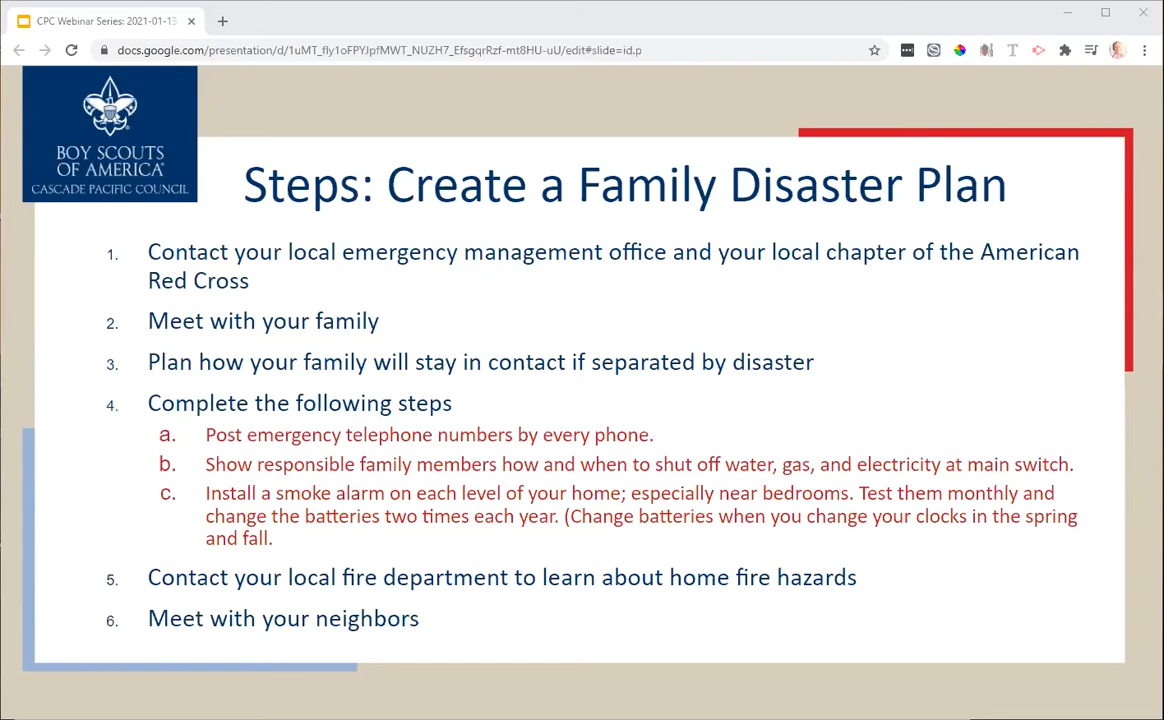 CPC Webinar Series: 2021-01-13
docs.google.com/presentation/d/1uMT_fIy1oFPYJpfMWT_NUZH7_EfsgqrRzf-mt8HU-uU/edit#slide=id.p
BOY SCOUTS
OF AMERICA®
CASCADE PACIFIC COUNCIL
Steps: Create a Family Disaster Plan
1. Contact your local emergency management office and your local chapter of the American
Red Cross
2. Meet with your family
3. Plan how your family will stay in contact if separated by disaster
4. Complete the following steps
a. Post emergency telephone numbers by every phone.
b. Show responsible family members how and when to shut off water, gas, and electricity at main switch.
c. Install a smoke alarm on each level of your home; especially near bedrooms. Test them monthly and
change the batteries two times each year. (Change batteries when you change your clocks in the spring
and fall.
5. Contact your local fire department to learn about home fire hazards
6. Meet with your neighbors